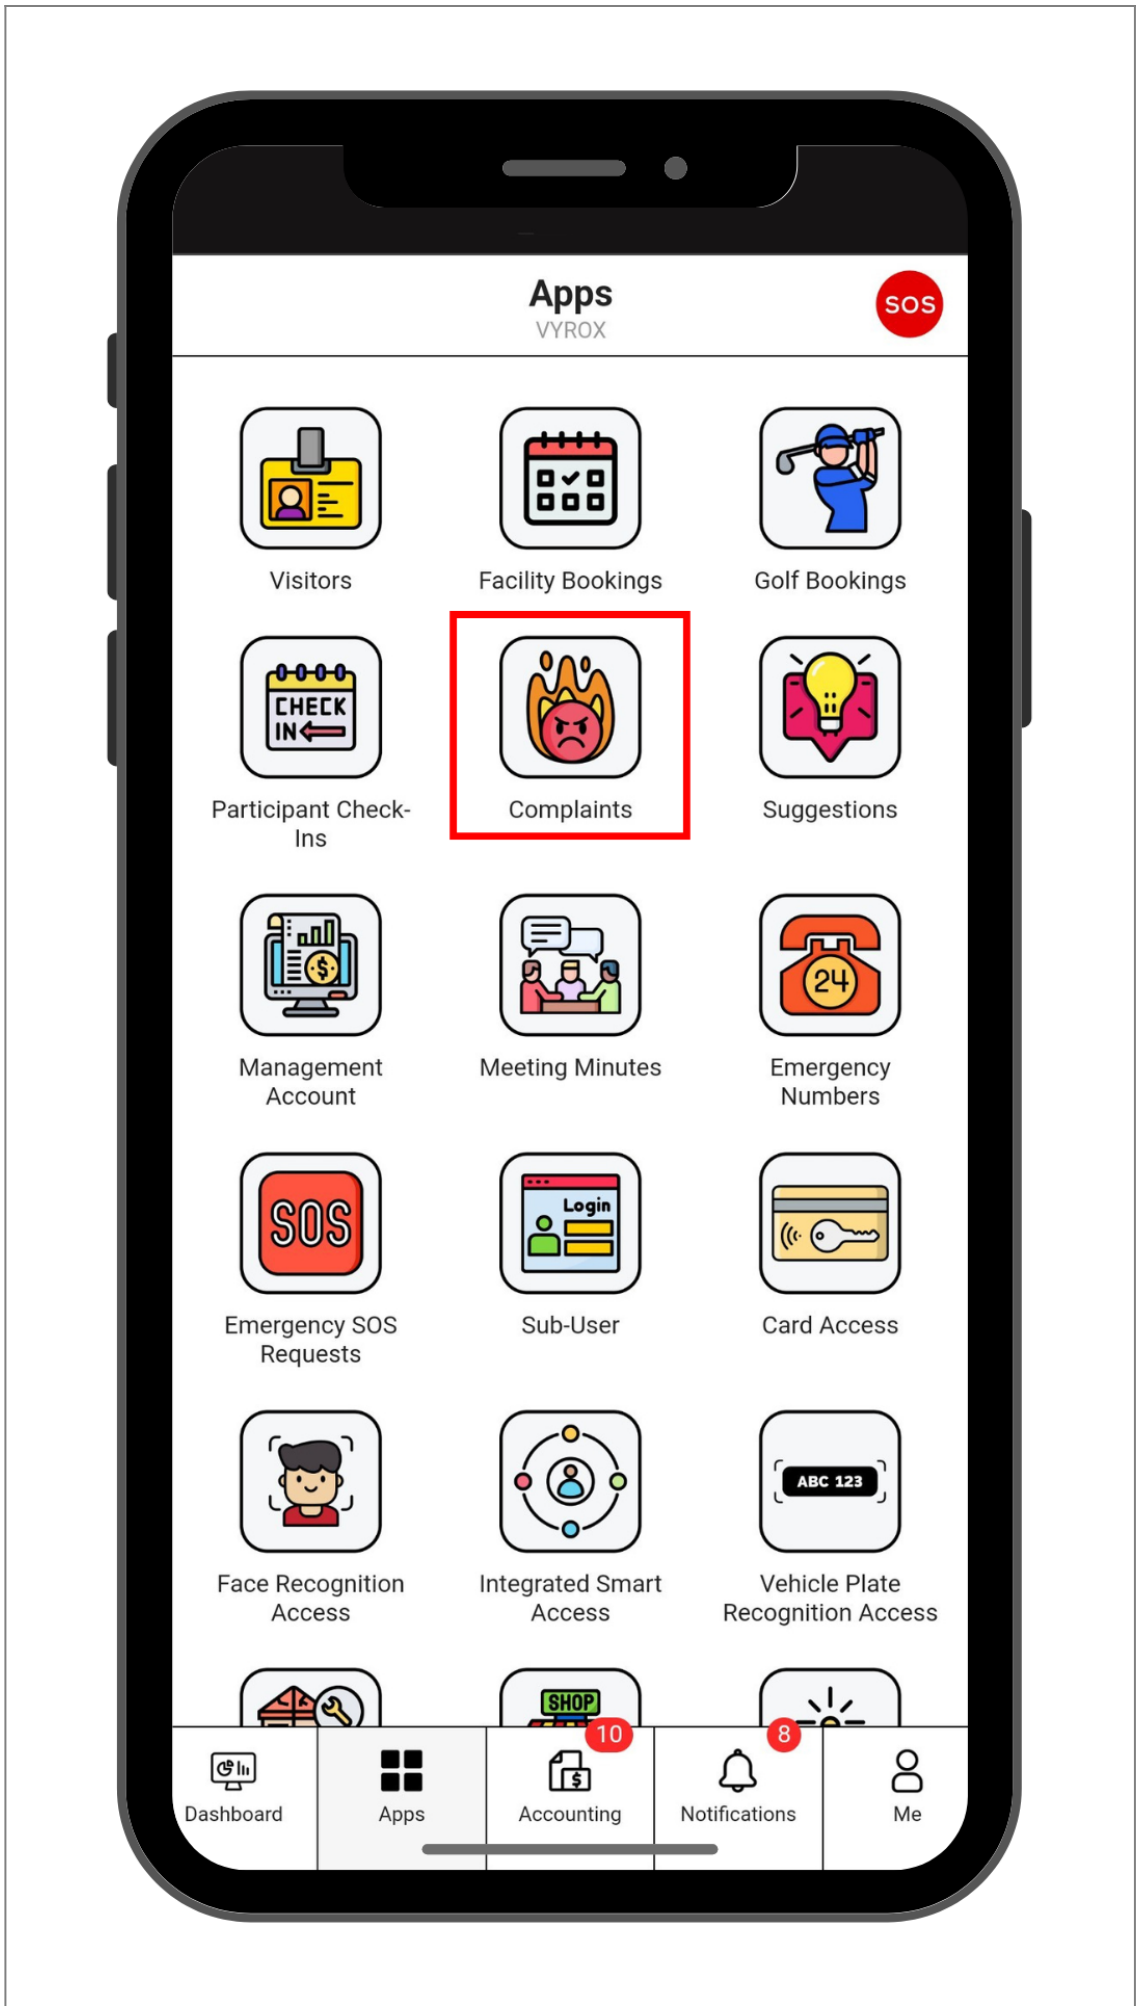 Apps
VYROX
SOS
Visitors
Facility Bookings
Golf Bookings
CHECK
IN
Participant Check-
Ins
Complaints
Suggestions
$
Management
Account
Meeting Minutes
24
Emergency
Numbers
SOS
Emergency SOS
Requests
Login
Sub-User
Card Access
Face Recognition
Access
Integrated Smart
Access
ABC 123
Vehicle Plate
Recognition Access
SHOP
10
8
$
Dashboard
Apps
Accounting
Notifications
Me